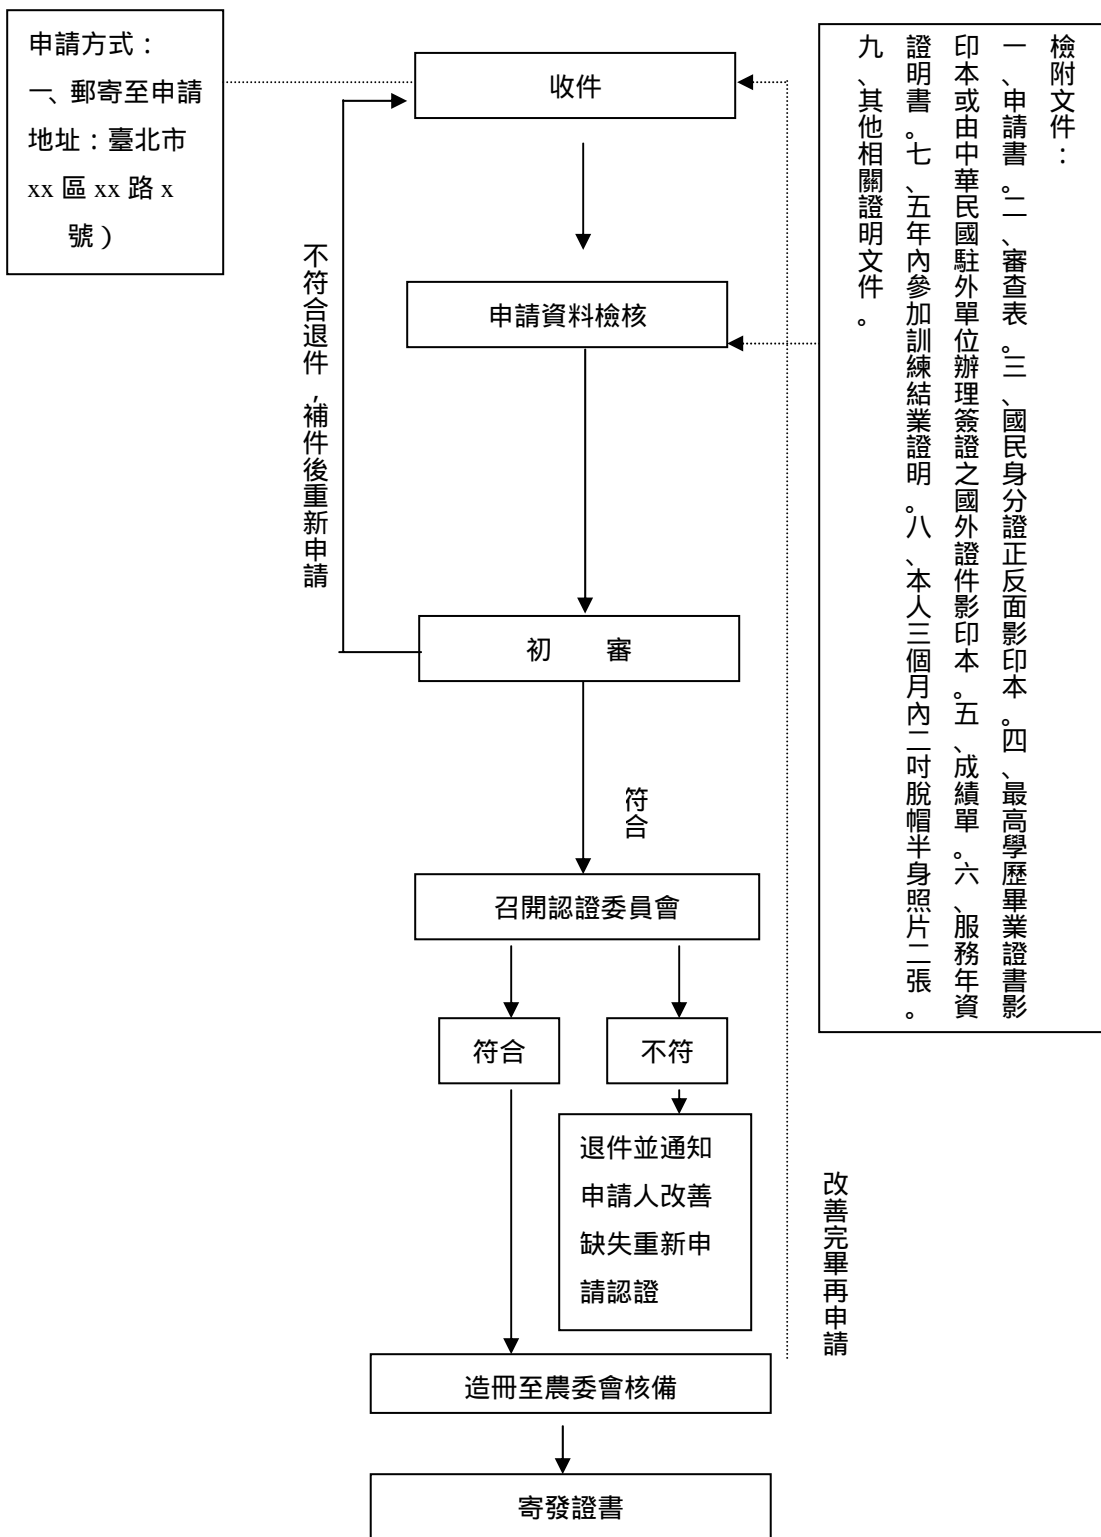 申請方式：
一、郵寄至申請
地址：臺北市
xx 區 xx 路 x
號）
收件
檢附文件：
一、申請書。二、審查表。三、國民身分證正反面影印本。四、最高學歷畢業證書影
印本或由中華民國駐外單位辦理簽證之國外證件影印本。五、成績單。六、服務年資
證明書。七、五年內參加訓練結業證明。八、本人三個月內二吋脫帽半身照片二張。
九、其他相關證明文件。
不符合退件，補件後重新申請
申請資料檢核
初　審
符合
召開認證委員會
符合
不符
退件並通知
申請人改善
缺失重新申
請認證
改善完畢再申請
造冊至農委會核備
寄發證書